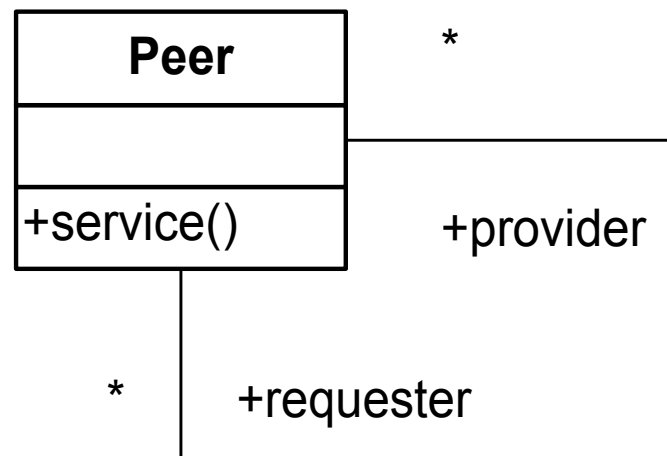 Peer
*
+service()
+provider
*
+requester